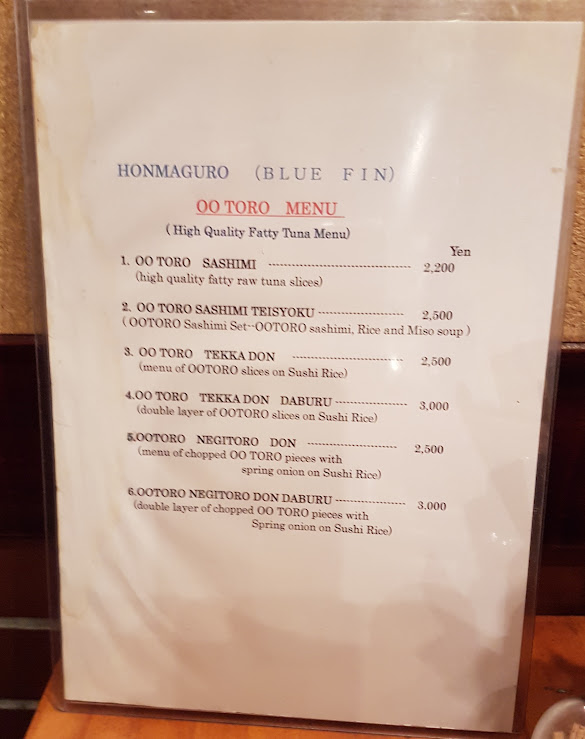 HONMAGURO (BLUE FIN)
OO TORO MENU
( High Quality Fatty Tuna Menu)
Yen
1. OO TORO SASHIMI ------------------------------------ 2,200
(high quality fatty raw tuna slices)
2. OO TORO SASHIMI TEISYOKU --------------------- 2,500
( OOTORO Sashimi Set--OOTORO sashimi, Rice and Miso soup )
3. OO TORO TEKKA DON --------------------------- 2,500
(menu of OOTORO slices on Sushi Rice)
4.OO TORO TEKKA DON DABURU ------------------ 3,000
(double layer of OOTORO slices on Sushi Rice)
5.OOTORO NEGITORO DON ---------------------- 2,500
(menu of chopped OO TORO pieces with
spring onion on Sushi Rice)
6.OOTORO NEGITORO DON DABURU ----------------- 3.000
(double layer of chopped OO TORO pieces with
Spring onion on Sushi Rice)